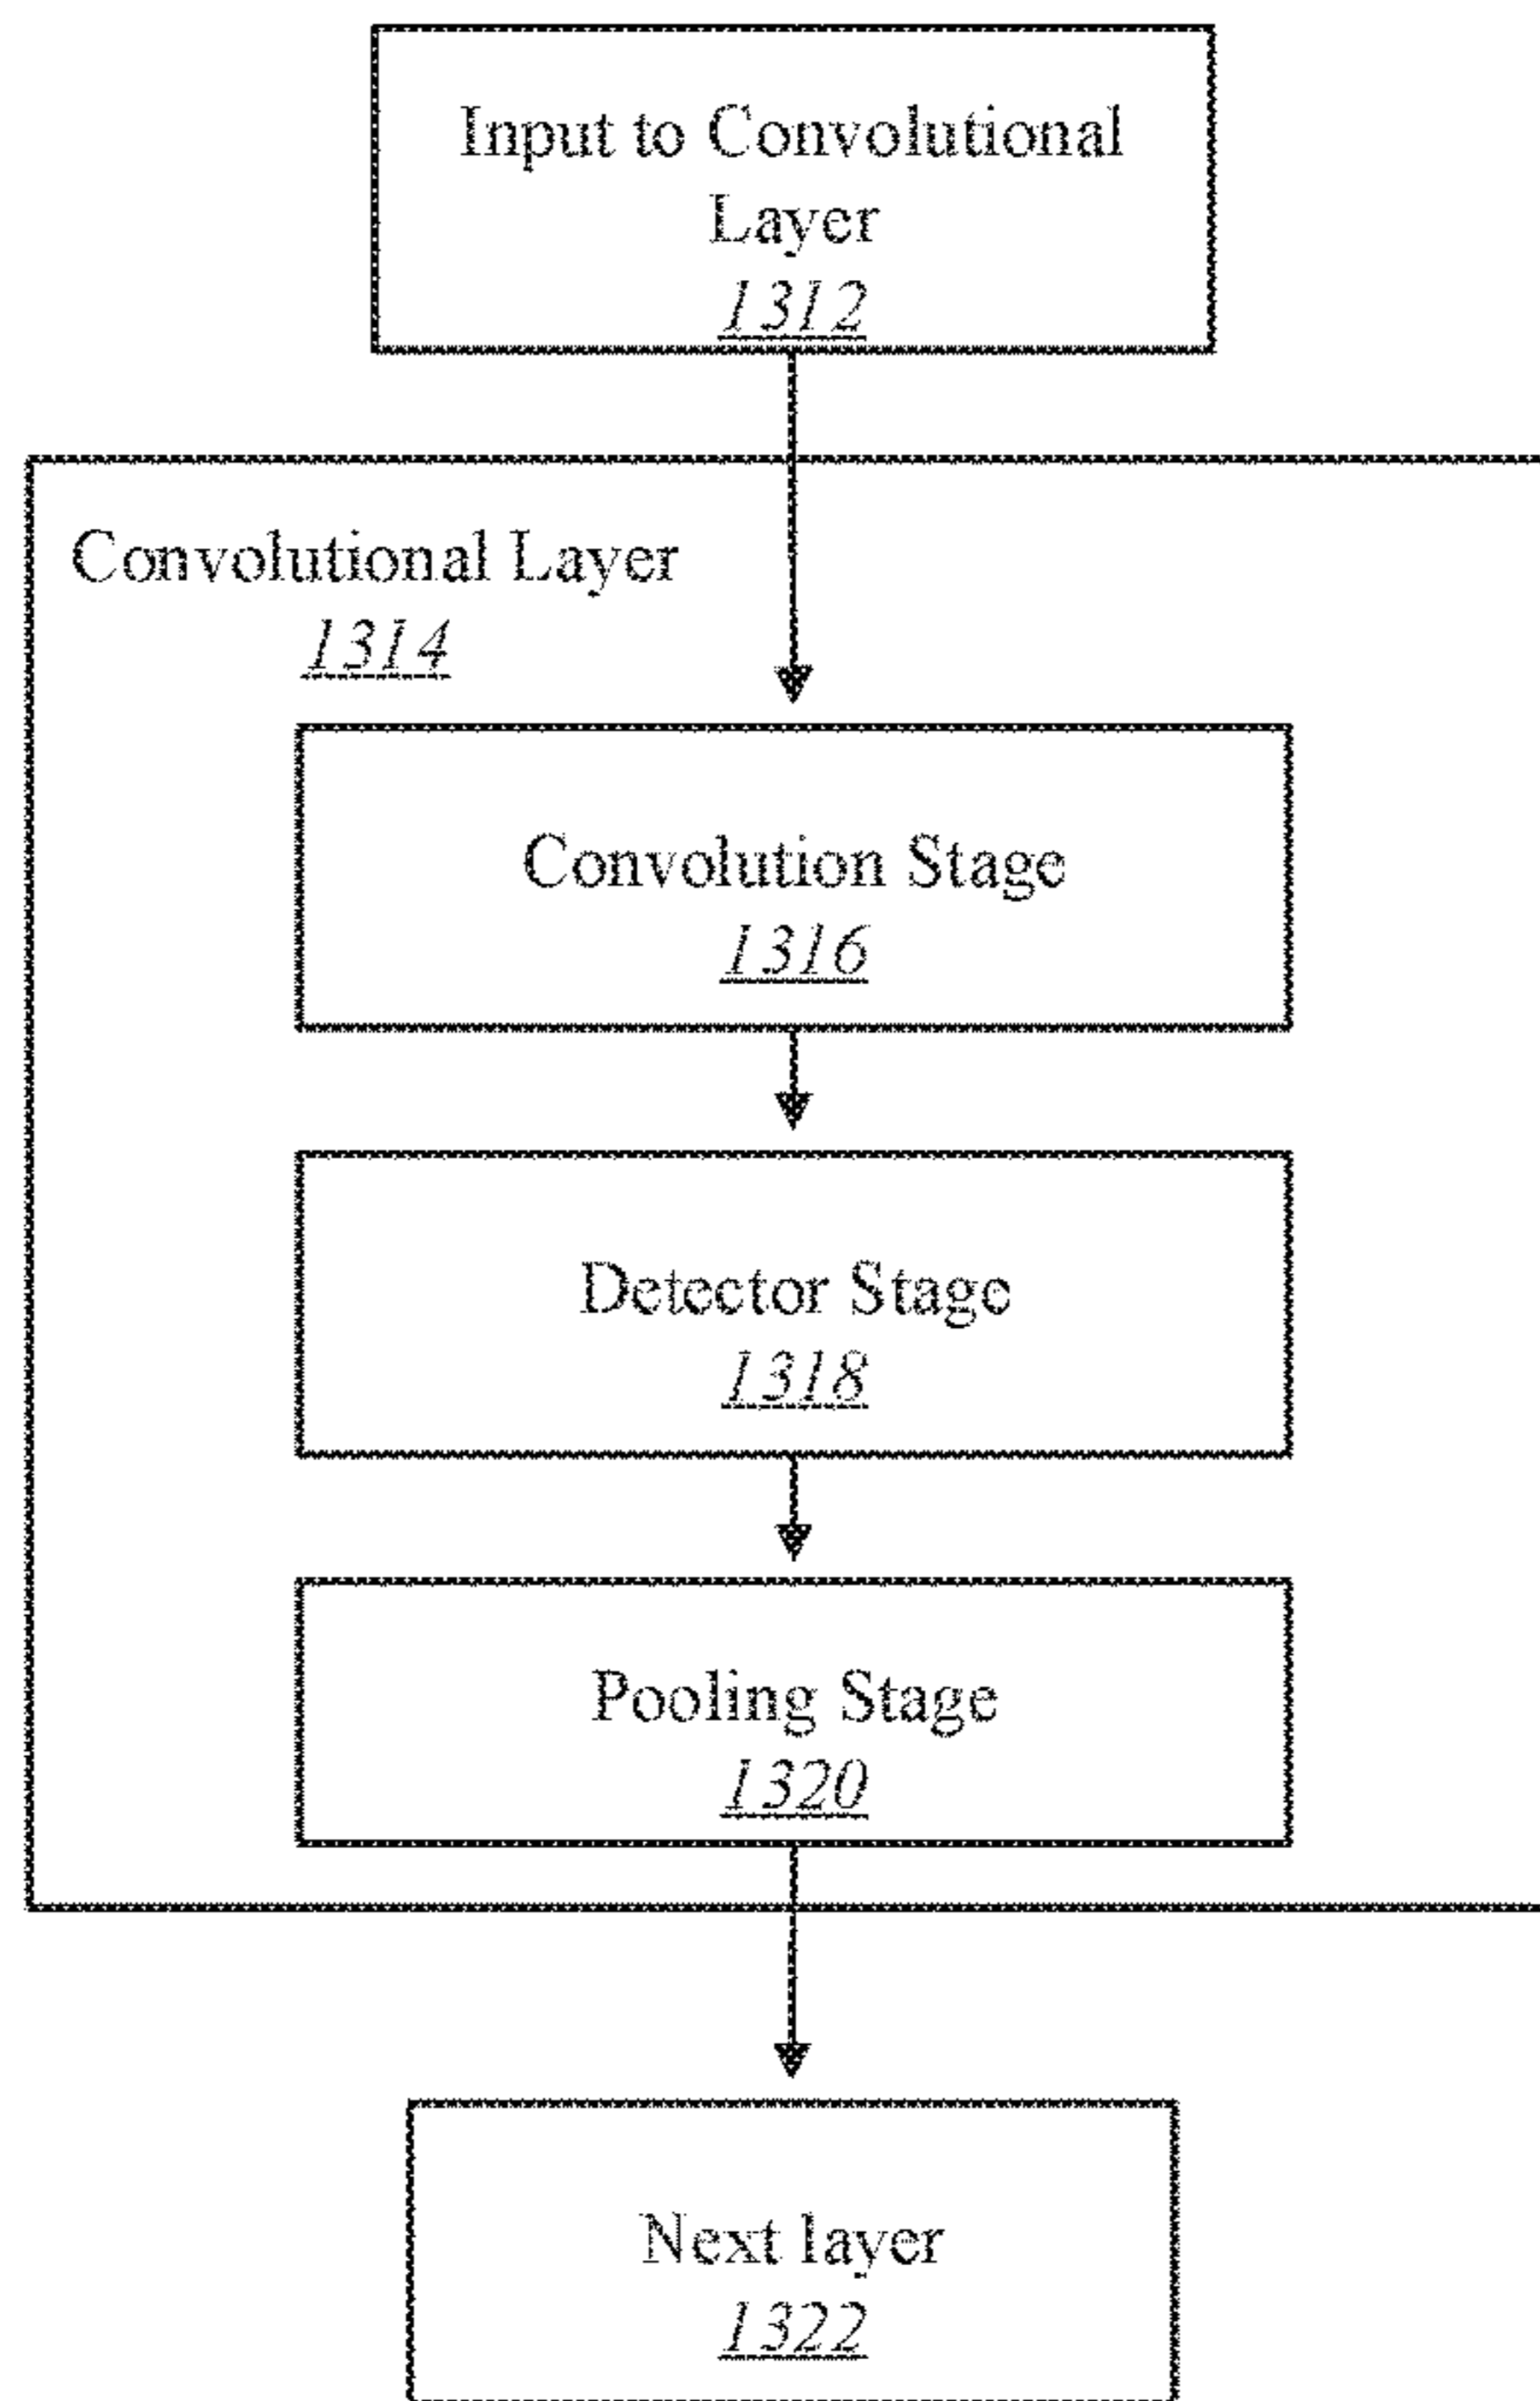 Input to Convolutional
Layer
1312
Convolutional Layer
1314
Convolution Stage
1316
Detector Stage
1318
Pooling Stage
1320
Next layer
1322